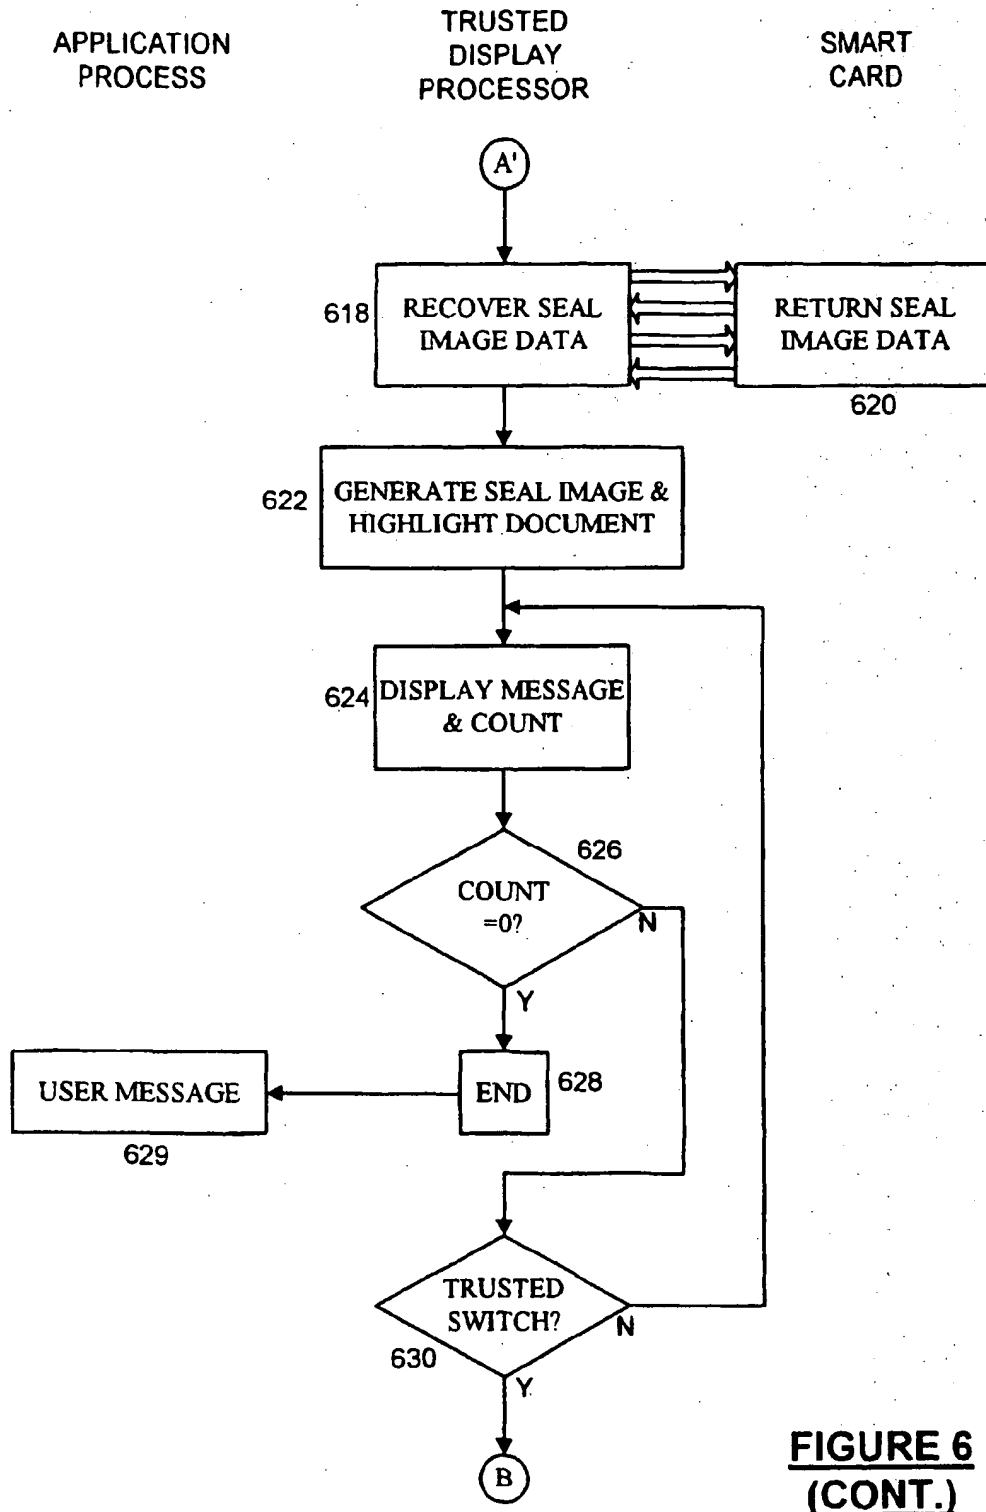 APPLICATION
PROCESS
TRUSTED
DISPLAY
PROCESSOR
SMART
CARD
A'
618
RECOVER SEAL
IMAGE DATA
RETURN SEAL
IMAGE DATA
620
622
GENERATE SEAL IMAGE &
HIGHLIGHT DOCUMENT
624
DISPLAY MESSAGE
& COUNT
626
COUNT
=0?
N
Y
USER MESSAGE
629
END
628
TRUSTED
SWITCH?
N
630
Y
B
FIGURE 6
(CONT.)